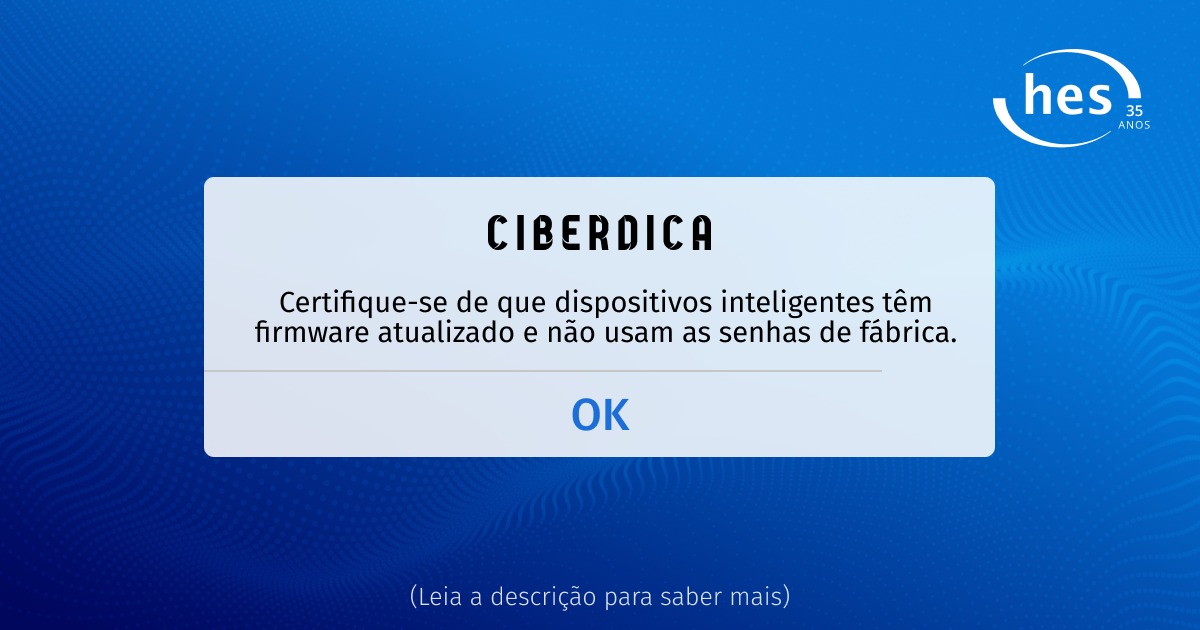 hes
35
ANOS
CIBERDICA
Certifique-se de que dispositivos inteligentes têm
firmware atualizado e não usam as senhas de fábrica.
OK
(Leia a descrição para saber mais)